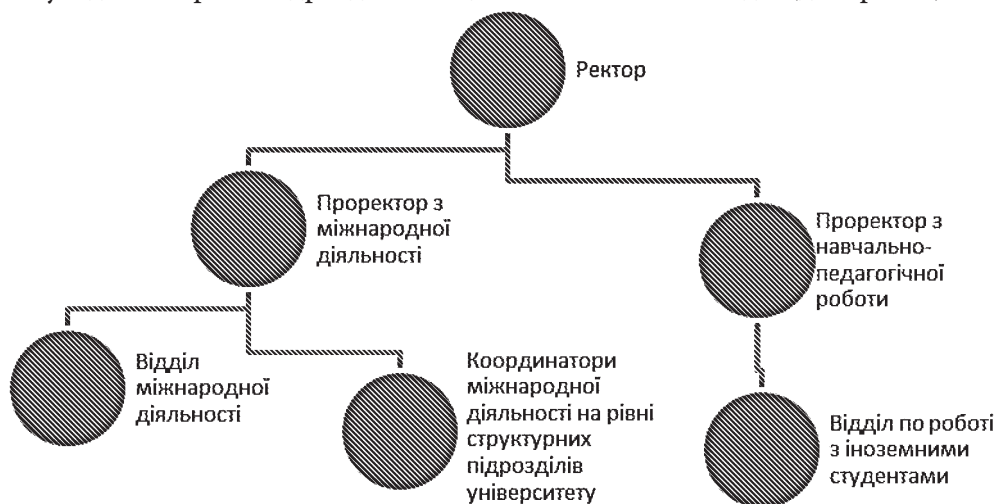 Ректор
Проректор з
міжнародної
діяльності
Проректор з
навчально-
педагогічної
роботи
Відділ
міжнародної
діяльності
Координатори
міжнародної
діяльності на рівні
структурних
підрозділів
університету
Відділ по роботі
з іноземними
студентами